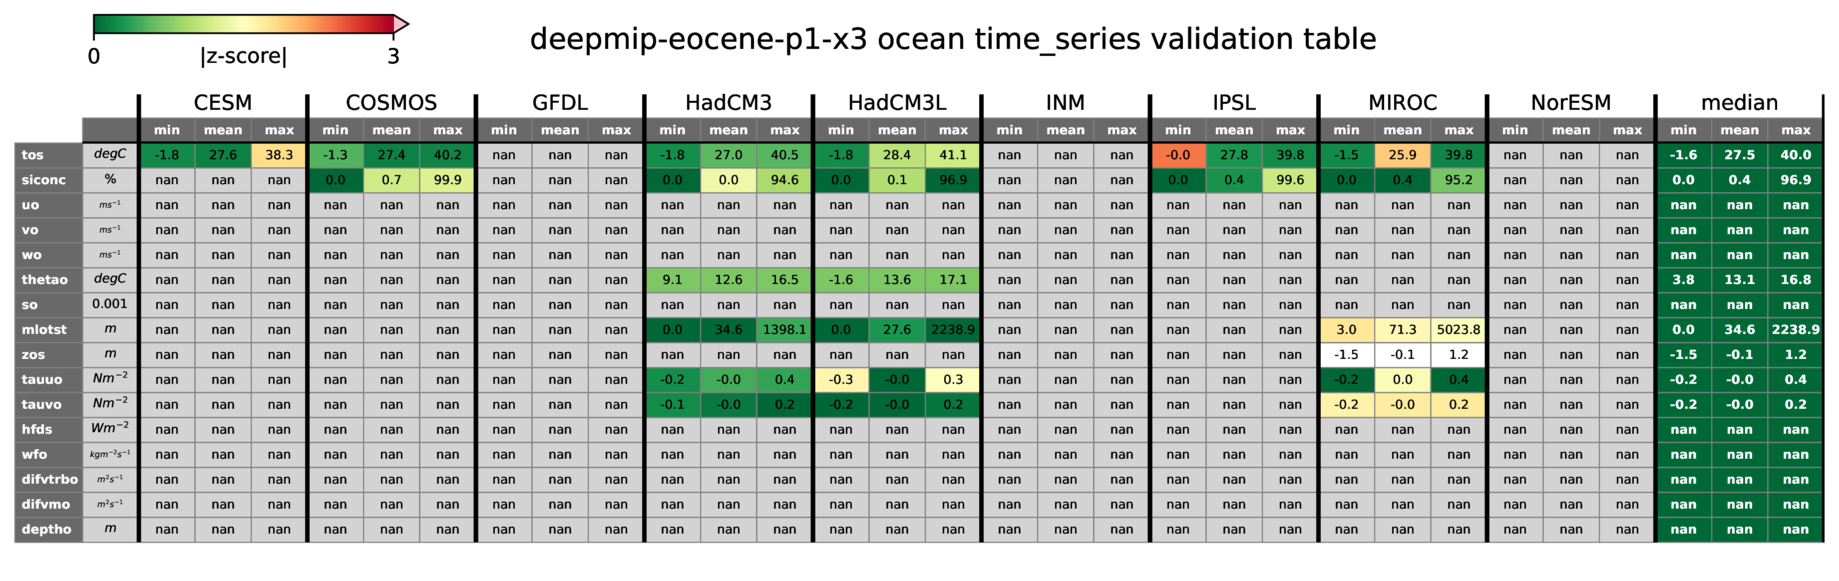 deepmip-eocene-p1-x3 ocean time_series validation table
0 |z-score| 3
CESM COSMOS GFDL HadCM3 HadCM3L INM IPSL MIROC NorESM median
min mean max min mean max min mean max min mean max min mean max min mean max min mean max min mean max min mean max min mean max
tos degC -1.8 27.6 38.3 -1.3 27.4 40.2 nan nan nan -1.8 27.0 40.5 -1.8 28.4 41.1 nan nan nan -0.0 27.8 39.8 -1.5 25.9 39.8 nan nan nan -1.6 27.5 40.0
siconc % nan nan nan 0.0 0.7 99.9 nan nan nan 0.0 0.0 94.6 0.0 0.1 96.9 nan nan nan 0.0 0.4 99.6 0.0 0.4 95.2 nan nan nan 0.0 0.4 96.9
uo ms⁻¹ nan nan nan nan nan nan nan nan nan nan nan nan nan nan nan nan nan nan nan nan nan nan nan nan nan nan nan nan nan nan
vo ms⁻¹ nan nan nan nan nan nan nan nan nan nan nan nan nan nan nan nan nan nan nan nan nan nan nan nan nan nan nan nan nan nan
wo ms⁻¹ nan nan nan nan nan nan nan nan nan nan nan nan nan nan nan nan nan nan nan nan nan nan nan nan nan nan nan nan nan nan
thetao degC nan nan nan nan nan nan nan nan nan 9.1 12.6 16.5 -1.6 13.6 17.1 nan nan nan nan nan nan nan nan nan nan nan nan 3.8 13.1 16.8
so 0.001 nan nan nan nan nan nan nan nan nan nan nan nan nan nan nan nan nan nan nan nan nan nan nan nan nan nan nan nan nan nan
mlotst m nan nan nan nan nan nan nan nan nan 0.0 34.6 1398.1 0.0 27.6 2238.9 nan nan nan nan nan nan 3.0 71.3 5023.8 nan nan nan 0.0 34.6 2238.9
zos m nan nan nan nan nan nan nan nan nan nan nan nan nan nan nan nan nan nan nan nan nan -1.5 -0.1 1.2 nan nan nan -1.5 -0.1 1.2
tauuo Nm⁻² nan nan nan nan nan nan nan nan nan -0.2 -0.0 0.4 -0.3 -0.0 0.3 nan nan nan nan nan nan -0.2 0.0 0.4 nan nan nan -0.2 -0.0 0.4
tauvo Nm⁻² nan nan nan nan nan nan nan nan nan -0.1 -0.0 0.2 -0.2 -0.0 0.2 nan nan nan nan nan nan -0.2 -0.0 0.2 nan nan nan -0.2 -0.0 0.2
hfds Wm⁻² nan nan nan nan nan nan nan nan nan nan nan nan nan nan nan nan nan nan nan nan nan nan nan nan nan nan nan nan nan nan
wfo kgm⁻²s⁻¹ nan nan nan nan nan nan nan nan nan nan nan nan nan nan nan nan nan nan nan nan nan nan nan nan nan nan nan nan nan nan
difvtrbo m²s⁻¹ nan nan nan nan nan nan nan nan nan nan nan nan nan nan nan nan nan nan nan nan nan nan nan nan nan nan nan nan nan nan
difvmo m²s⁻¹ nan nan nan nan nan nan nan nan nan nan nan nan nan nan nan nan nan nan nan nan nan nan nan nan nan nan nan nan nan nan
deptho m nan nan nan nan nan nan nan nan nan nan nan nan nan nan nan nan nan nan nan nan nan nan nan nan nan nan nan nan nan nan